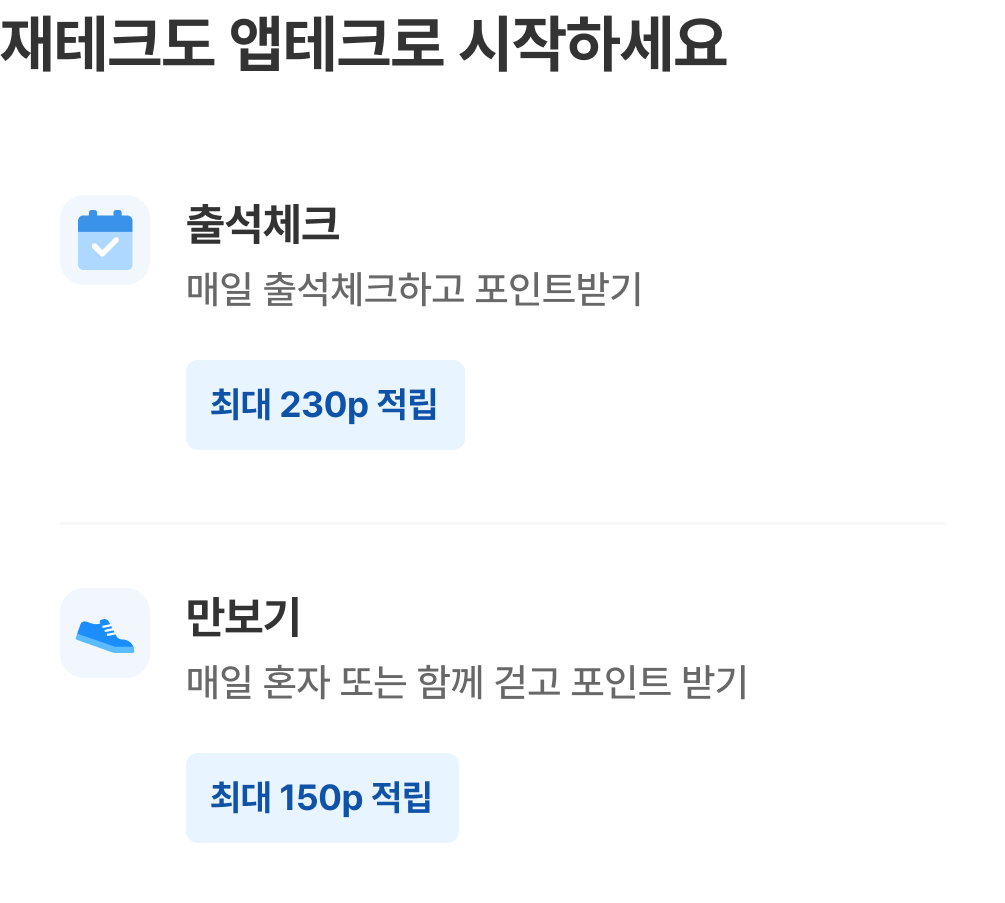 재테크도 앱테크로 시작하세요
출석체크
매일 출석체크하고 포인트받기
최대 230p 적립
만보기
매일 혼자 또는 함께 걷고 포인트 받기
최대 150p 적립